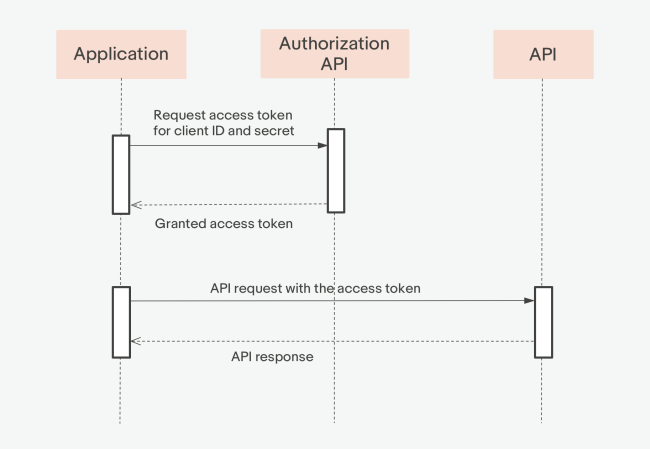 Application
Authorization
API
API
Request access token
for client ID and secret
Granted access token
API request with the access token
API response